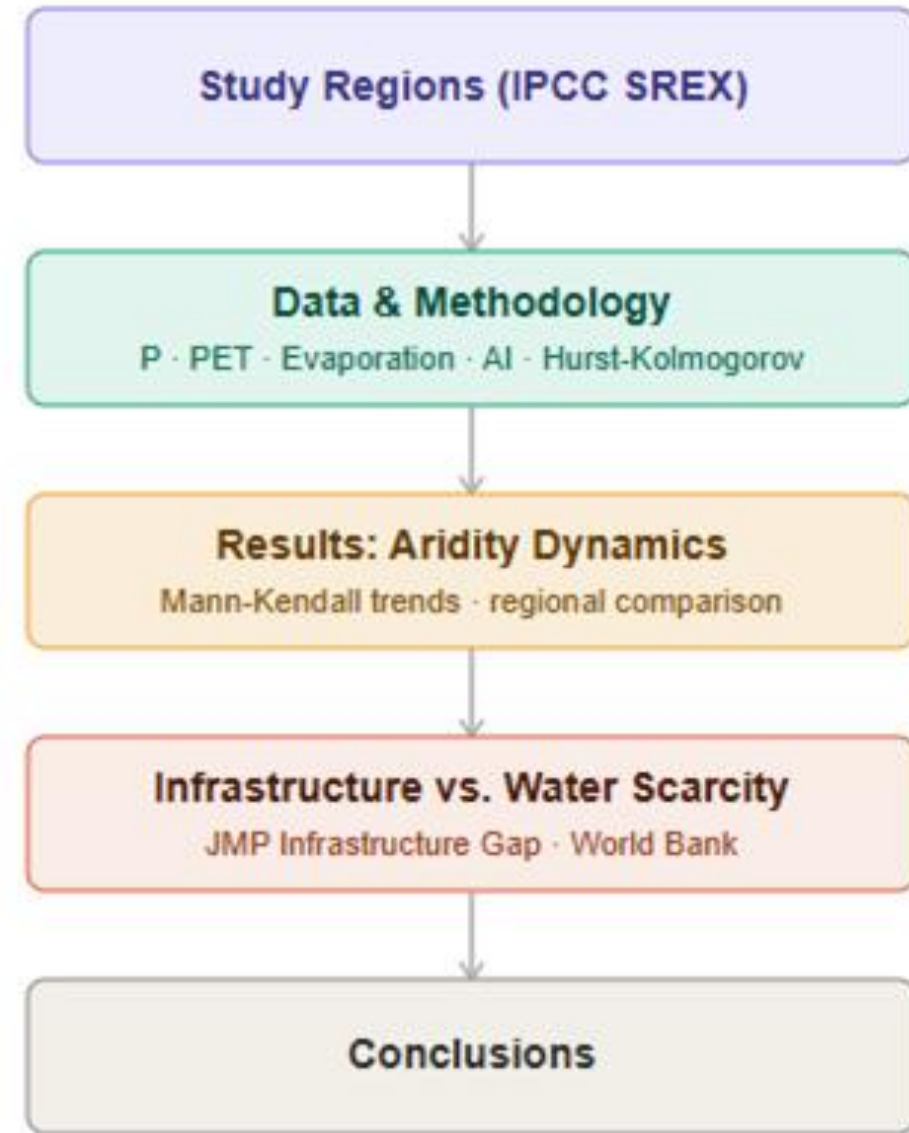 Study Regions (IPCC SREX)
Data & Methodology
P · PET · Evaporation · AI · Hurst-Kolmogorov
Results: Aridity Dynamics
Mann-Kendall trends · regional comparison
Infrastructure vs. Water Scarcity
JMP Infrastructure Gap · World Bank
Conclusions